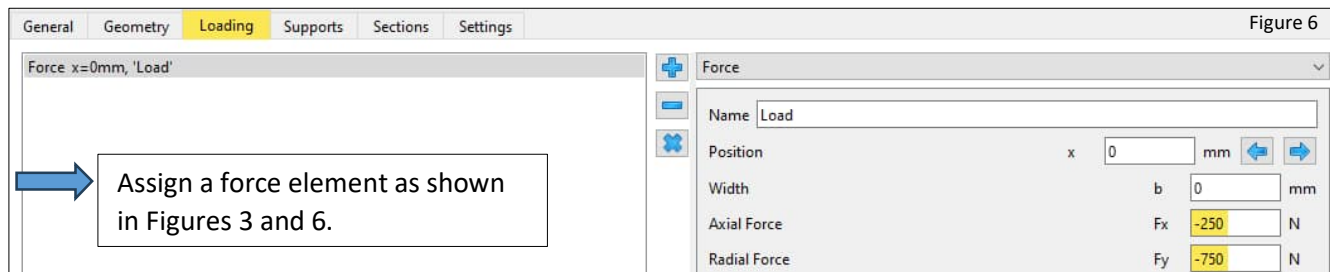 General Geometry Loading Supports Sections Settings
Figure 6
Force x=0mm, 'Load'
Force
Name Load
Position x 0 mm
Width b 0 mm
Axial Force Fx -250 N
Radial Force Fy -750 N
Assign a force element as shown
in Figures 3 and 6.